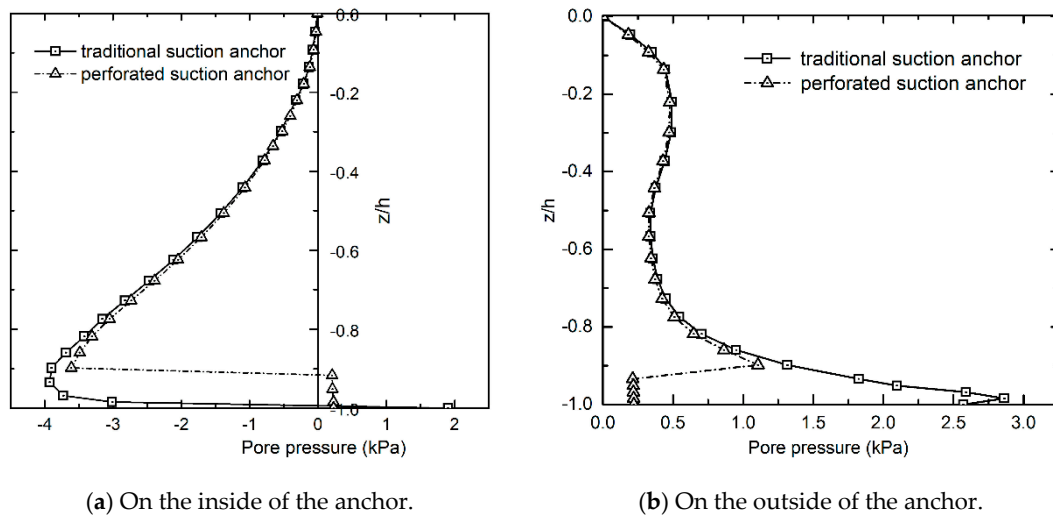 traditional suction anchor
perforated suction anchor
0.0
-0.2
-0.4
-0.6
-0.8
-1.0
z/h
-4
-3
-2
-1
0
1
2
Pore pressure (kPa)
(a) On the inside of the anchor.
traditional suction anchor
perforated suction anchor
0.0
-0.2
-0.4
-0.6
-0.8
-1.0
z/h
0.0
0.5
1.0
1.5
2.0
2.5
3.0
Pore pressure (kPa)
(b) On the outside of the anchor.